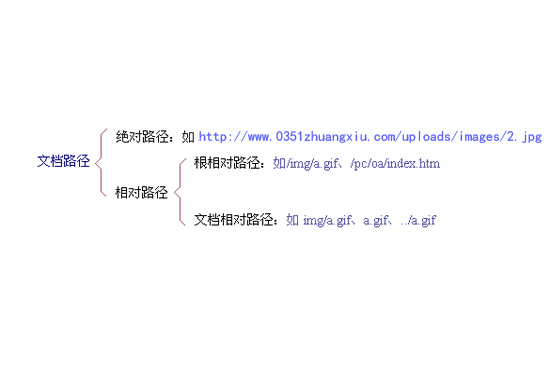 绝对路径：如 http://www.0351zhuangxiu.com/uploads/images/2.jpg
文档路径
根相对路径：如/img/a.gif、/pc/oa/index.htm
相对路径
文档相对路径：如 img/a.gif、a.gif、../a.gif